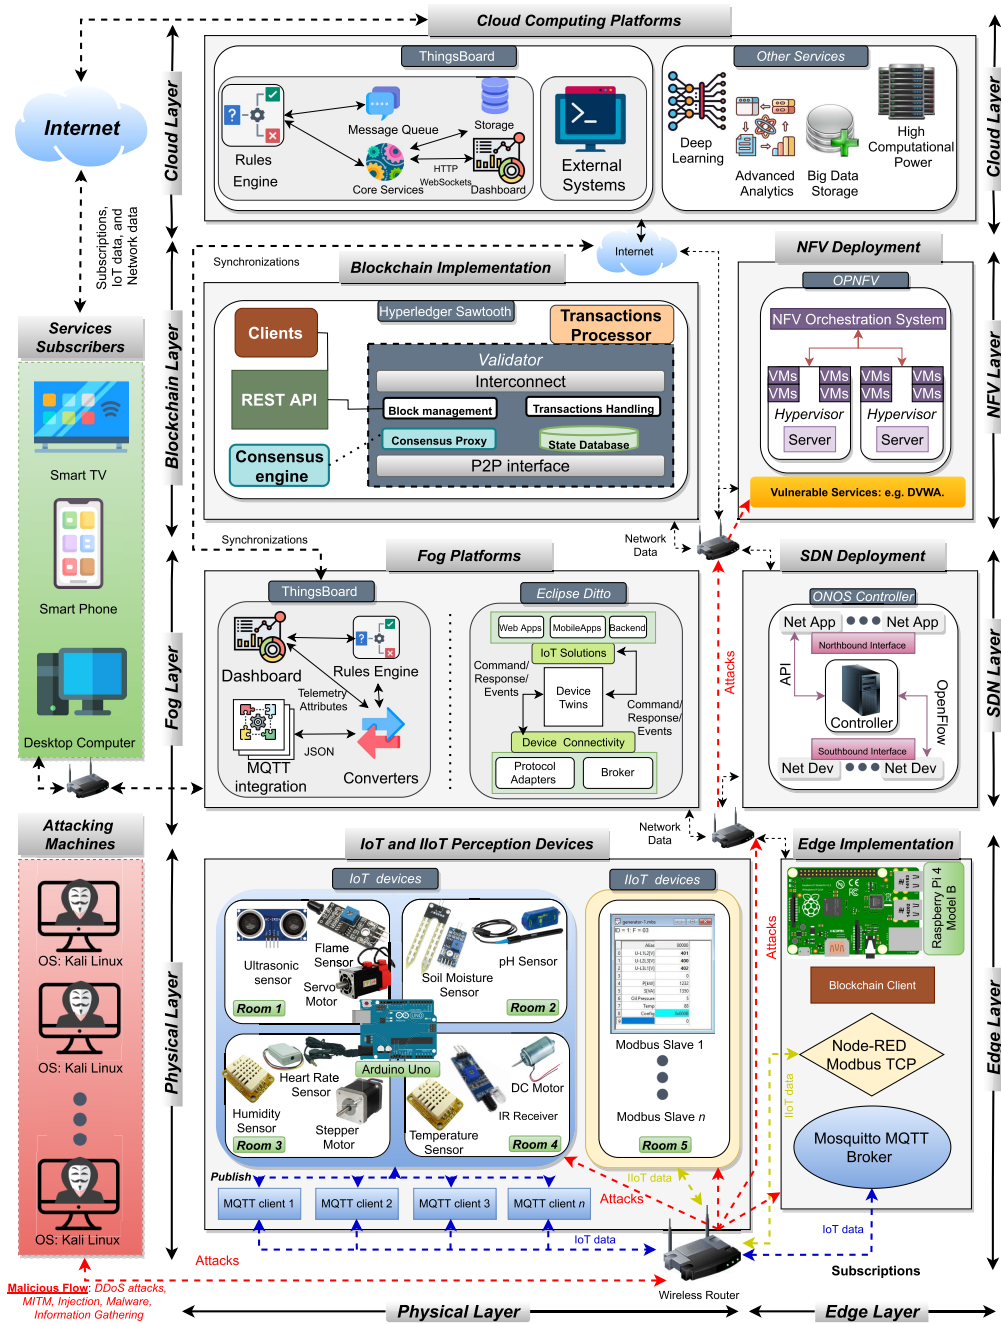 Cloud Computing Platforms
Internet
Cloud Layer
ThingsBoard
Rules
Engine
Message Queue
Core Services
Storage
HTTP
WebSockets
Dashboard
External
Systems
Other Services
Deep
Learning
Advanced
Analytics
Big Data
Storage
High
Computational
Power
Cloud Layer
Subscriptions,
IoT data, and
Network data
Synchronizations
Internet
Blockchain Layer
Blockchain Implementation
Hyperledger Sawtooth
Clients
REST API
Consensus
engine
Transactions
Processor
Validator
Interconnect
Block management
Transactions Handling
Consensus Proxy
State Database
P2P interface
NFV Deployment
OPNFV
NFV Orchestration System
VMs
VMs
VMs
VMs
VMs
VMs
VMs
VMs
Hypervisor
Hypervisor
Server
Server
Vulnerable Services: e.g. DVWA.
NFV Layer
Services
Subscribers
Smart TV
Smart Phone
Desktop Computer
Synchronizations
Network
Data
Fog Layer
Fog Platforms
ThingsBoard
Dashboard
Rules Engine
Telemetry
Attributes
MQTT
integration
JSON
Converters
Eclipse Ditto
Web Apps
MobileApps
Backend
IoT Solutions
Command/
Response/
Events
Device
Twins
Command/
Response/
Events
Device Connectivity
Protocol
Adapters
Broker
Attacks
SDN Deployment
ONOS Controller
Net App
Net App
Northbound Interface
API
Controller
OpenFlow
Southbound Interface
Net Dev
Net Dev
SDN Layer
Network
Data
Attacking
Machines
OS: Kali Linux
OS: Kali Linux
OS: Kali Linux
Physical Layer
IoT and IIoT Perception Devices
IoT devices
Ultrasonic
sensor
Flame
Sensor
Servo
Motor
Room 1
Soil Moisture
Sensor
pH Sensor
Room 2
Arduino Uno
Humidity
Sensor
Heart Rate
Sensor
Stepper
Motor
Room 3
Temperature
Sensor
DC Motor
IR Receiver
Room 4
IIoT devices
Modbus Slave 1
Modbus Slave n
Room 5
Attacks
Edge Implementation
Raspberry Pi 4
Model B
Blockchain Client
Node-RED
Modbus TCP
Mosquitto MQTT
Broker
IIoT data
Edge Layer
Publish
MQTT client 1
MQTT client 2
MQTT client 3
MQTT client n
Attacks
IIoT data
IoT data
IoT data
Attacks
Subscriptions
Wireless Router
Malicious Flow: DDoS attacks,
MITM, Injection, Malware,
Information Gathering
Physical Layer
Edge Layer